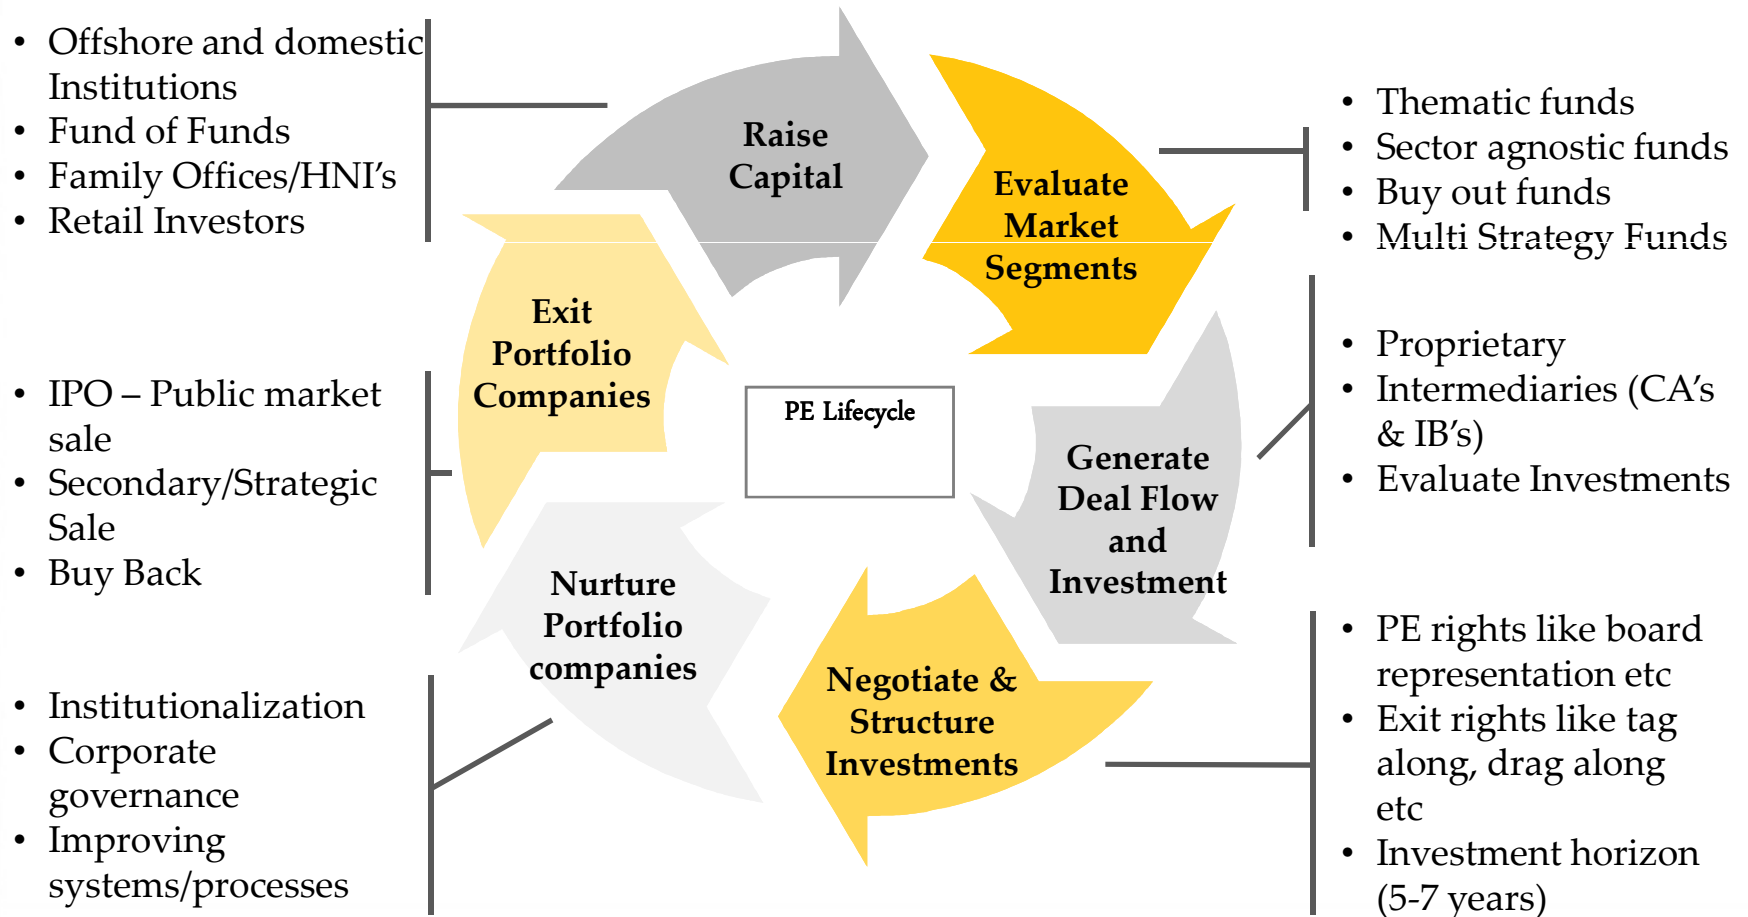 • Offshore and domestic
Institutions
• Fund of Funds
• Family Offices/HNI's
• Retail Investors
Raise
Capital
Evaluate
Market
Segments
• Thematic funds
• Sector agnostic funds
• Buy out funds
• Multi Strategy Funds
Exit
Portfolio
Companies
PE Lifecycle
Generate
Deal Flow
and
Investment
• Proprietary
• Intermediaries (CA's
& IB's)
• Evaluate Investments
• IPO – Public market
sale
• Secondary/Strategic
Sale
• Buy Back
Nurture
Portfolio
companies
Negotiate &
Structure
Investments
• PE rights like board
representation etc
• Exit rights like tag
along, drag along
etc
• Investment horizon
(5-7 years)
• Institutionalization
• Corporate
governance
• Improving
systems/processes